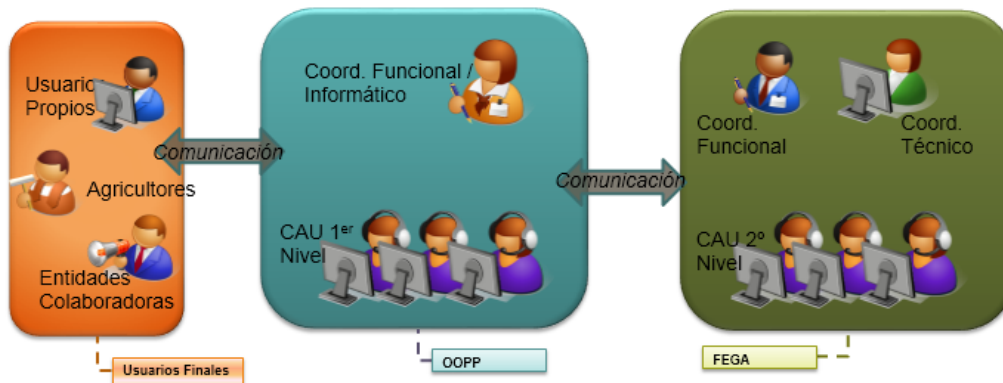 Usuarios
Propios
Comunicación
Agricultores
Entidades
Colaboradoras
Usuarios Finales
Coord. Funcional /
Informático
CAU 1er
Nivel
OOPP
Comunicación
Coord.
Funcional
Coord.
Técnico
CAU 2º
Nivel
FEGA